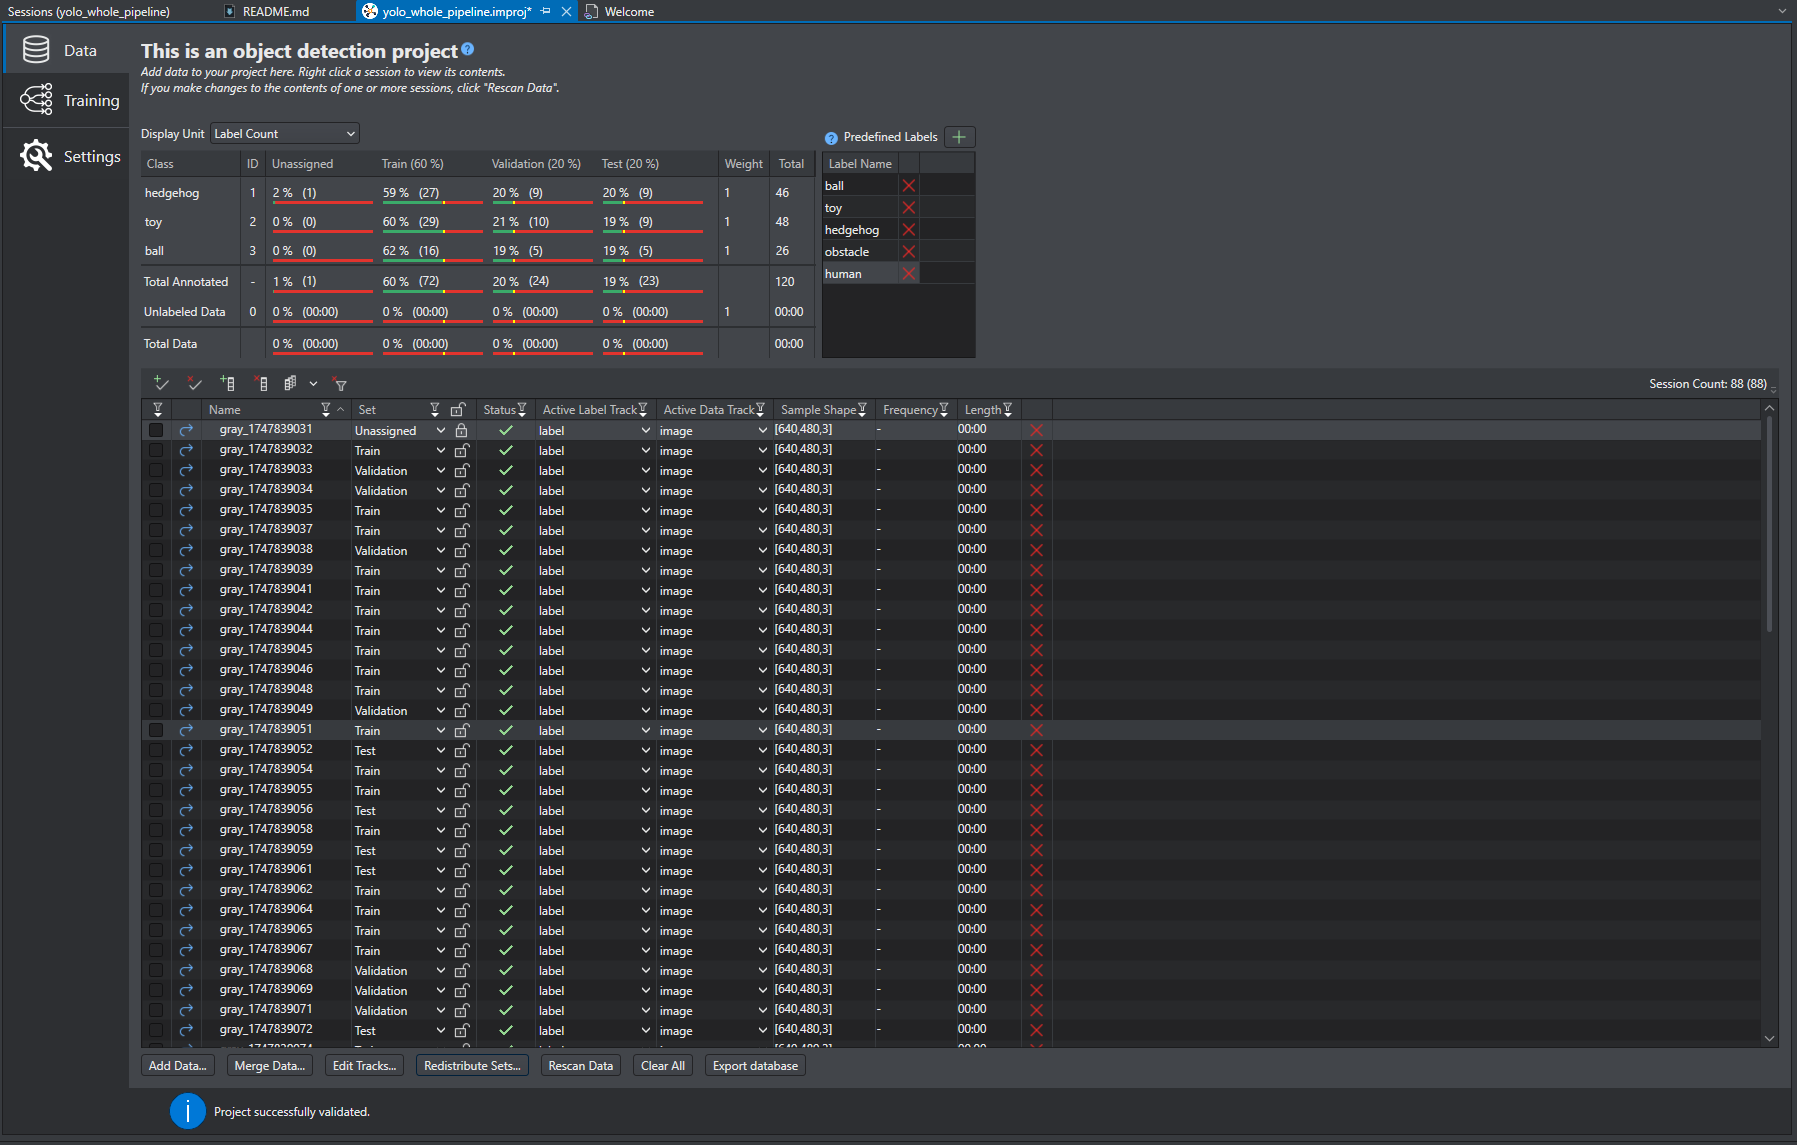 Sessions (yolo_whole_pipeline) README.md yolo_whole_pipeline.improj* Welcome
Data
Training
Settings
This is an object detection project
Add data to your project here. Right click a session to view its contents.
If you make changes to the contents of one or more sessions, click "Rescan Data".
Display Unit Label Count
Class ID Unassigned Train (60 %) Validation (20 %) Test (20 %) Weight Total
hedgehog 1 2 % (1) 59 % (27) 20 % (9) 20 % (9) 1 46
toy 2 0 % (0) 60 % (29) 21 % (10) 19 % (9) 1 48
ball 3 0 % (0) 62 % (16) 19 % (5) 19 % (5) 1 26
Total Annotated - 1 % (1) 60 % (72) 20 % (24) 19 % (23) 120
Unlabeled Data 0 0 % (00:00) 0 % (00:00) 0 % (00:00) 0 % (00:00) 1 00:00
Total Data 0 % (00:00) 0 % (00:00) 0 % (00:00) 0 % (00:00) 00:00
Predefined Labels
Label Name
ball
toy
hedgehog
obstacle
human
Session Count: 88 (88)
Name Set Status Active Label Track Active Data Track Sample Shape Frequency Length
gray_1747839031 Unassigned label image [640,480,3] - 00:00
gray_1747839032 Train label image [640,480,3] - 00:00
gray_1747839033 Validation label image [640,480,3] - 00:00
gray_1747839034 Validation label image [640,480,3] - 00:00
gray_1747839035 Train label image [640,480,3] - 00:00
gray_1747839037 Train label image [640,480,3] - 00:00
gray_1747839038 Validation label image [640,480,3] - 00:00
gray_1747839039 Train label image [640,480,3] - 00:00
gray_1747839041 Train label image [640,480,3] - 00:00
gray_1747839042 Train label image [640,480,3] - 00:00
gray_1747839044 Train label image [640,480,3] - 00:00
gray_1747839045 Train label image [640,480,3] - 00:00
gray_1747839046 Train label image [640,480,3] - 00:00
gray_1747839048 Train label image [640,480,3] - 00:00
gray_1747839049 Validation label image [640,480,3] - 00:00
gray_1747839051 Train label image [640,480,3] - 00:00
gray_1747839052 Test label image [640,480,3] - 00:00
gray_1747839054 Train label image [640,480,3] - 00:00
gray_1747839055 Train label image [640,480,3] - 00:00
gray_1747839056 Test label image [640,480,3] - 00:00
gray_1747839058 Train label image [640,480,3] - 00:00
gray_1747839059 Test label image [640,480,3] - 00:00
gray_1747839061 Test label image [640,480,3] - 00:00
gray_1747839062 Train label image [640,480,3] - 00:00
gray_1747839064 Train label image [640,480,3] - 00:00
gray_1747839065 Train label image [640,480,3] - 00:00
gray_1747839067 Train label image [640,480,3] - 00:00
gray_1747839068 Validation label image [640,480,3] - 00:00
gray_1747839069 Validation label image [640,480,3] - 00:00
gray_1747839071 Validation label image [640,480,3] - 00:00
gray_1747839072 Test label image [640,480,3] - 00:00
Add Data... Merge Data... Edit Tracks... Redistribute Sets... Rescan Data Clear All Export database
Project successfully validated.